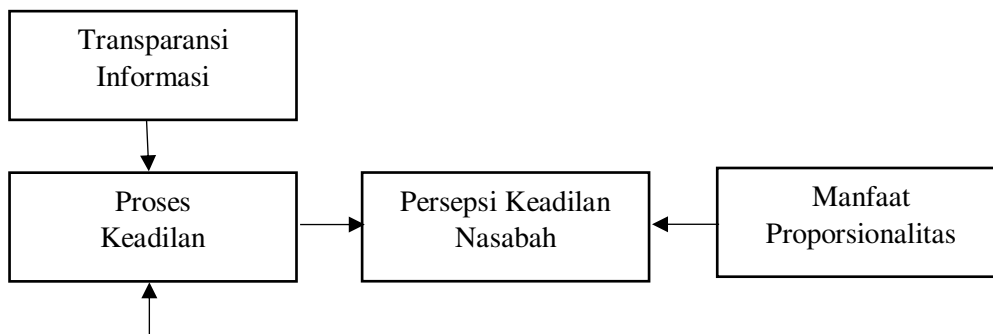 Transparansi
Informasi
Proses
Keadilan
Persepsi Keadilan
Nasabah
Manfaat
Proporsionalitas